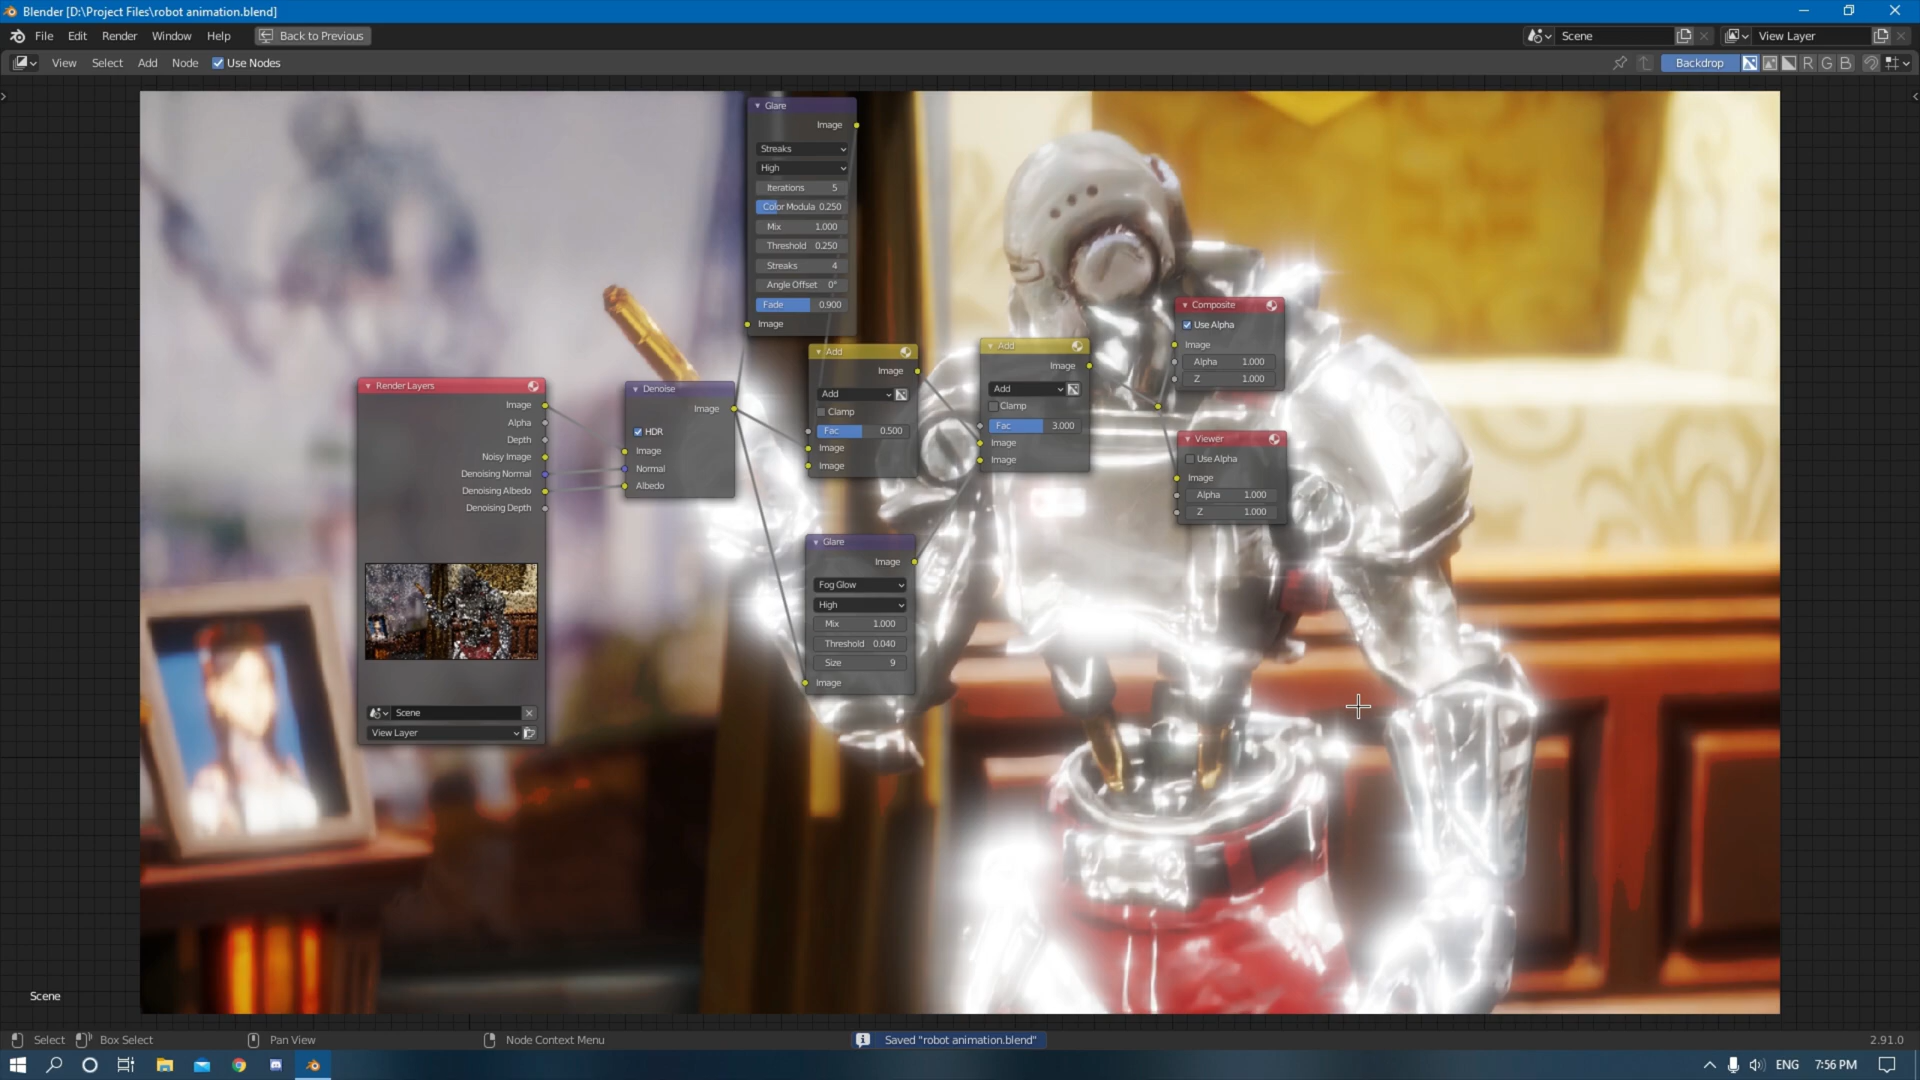 Blender [D:\Project Files\robot animation.blend]
File Edit Render Window Help Back to Previous Scene View Layer
View Select Add Node Use Nodes Backdrop R G B
Glare
Image
Streaks
High
Iterations 5
Color Modula 0.250
Mix 1.000
Threshold 0.250
Streaks 4
Angle Offset 0°
Fade 0.900
Image
Render Layers
Image
Alpha
Depth
Noisy Image
Denoising Normal
Denoising Albedo
Denoising Depth
Scene
View Layer
Denoise
Image
HDR
Image
Normal
Albedo
Add
Image
Add
Clamp
Fac 0.500
Image
Image
Glare
Image
Fog Glow
High
Mix 1.000
Threshold 0.040
Size 9
Image
Add
Image
Add
Clamp
Fac 3.000
Image
Image
Composite
Use Alpha
Image
Alpha 1.000
Z 1.000
Viewer
Use Alpha
Image
Alpha 1.000
Z 1.000
Scene
Select Box Select Pan View Node Context Menu Saved "robot animation.blend" 2.91.0
ENG 7:56 PM